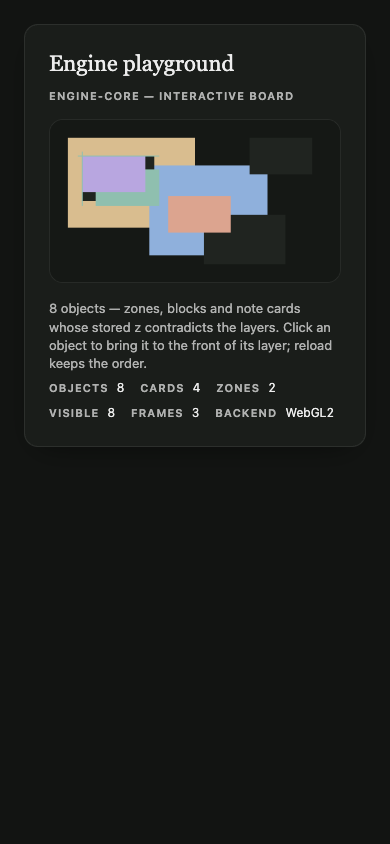 Engine playground
ENGINE-CORE — INTERACTIVE BOARD
8 objects — zones, blocks and note cards
whose stored z contradicts the layers. Click an
object to bring it to the front of its layer; reload
keeps the order.
OBJECTS 8 CARDS 4 ZONES 2
VISIBLE 8 FRAMES 3 BACKEND WebGL2